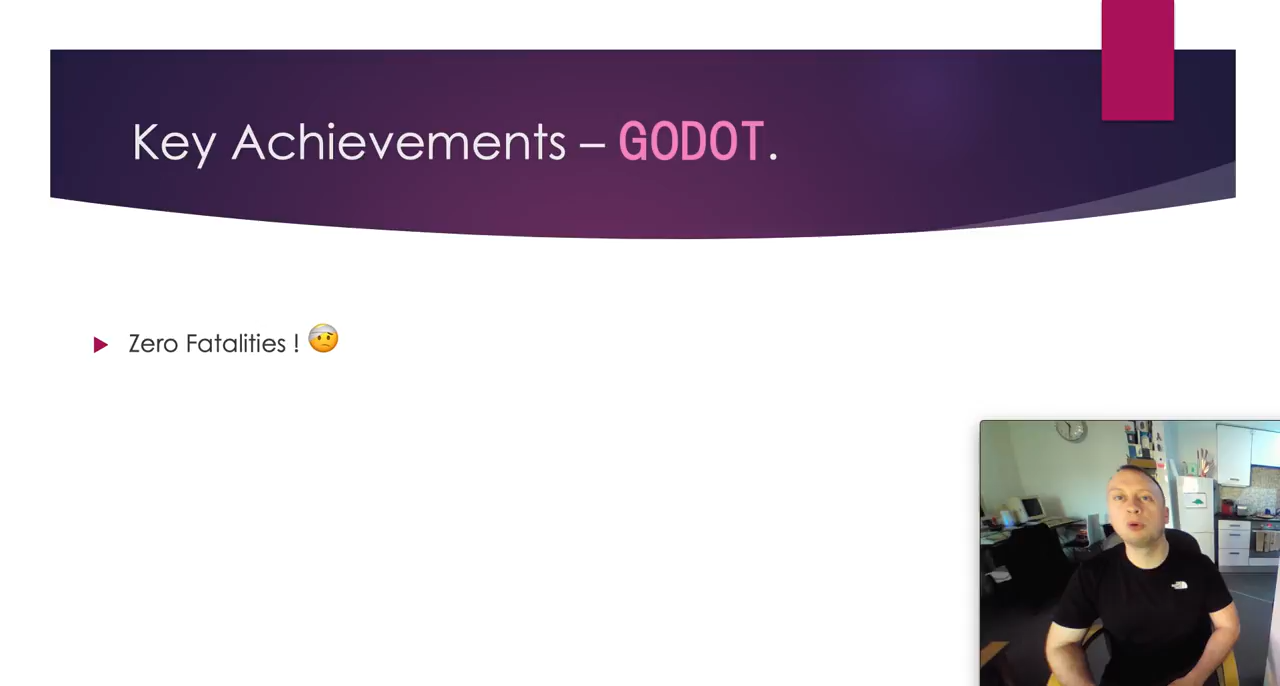 Key Achievements – GODOT.
Zero Fatalities ! 🤕